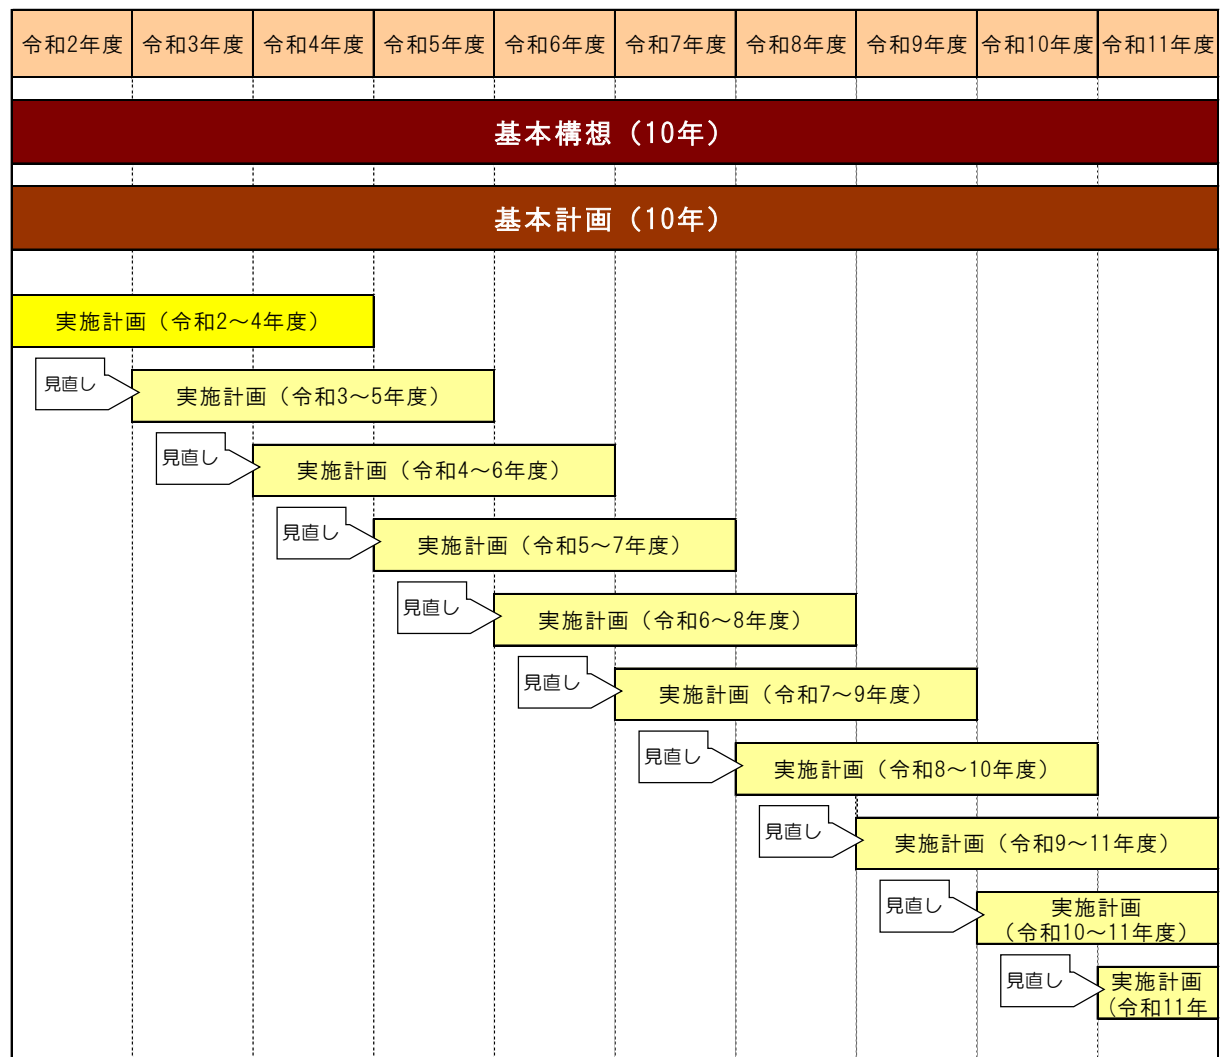 令和2年度 令和3年度 令和4年度 令和5年度 令和6年度 令和7年度 令和8年度 令和9年度 令和10年度 令和11年度
基本構想（10年）
基本計画（10年）
実施計画（令和2～4年度）
見直し
実施計画（令和3～5年度）
見直し
実施計画（令和4～6年度）
見直し
実施計画（令和5～7年度）
見直し
実施計画（令和6～8年度）
見直し
実施計画（令和7～9年度）
見直し
実施計画（令和8～10年度）
見直し
実施計画（令和9～11年度）
見直し
実施計画
（令和10～11年度）
見直し
実施計画
（令和11年